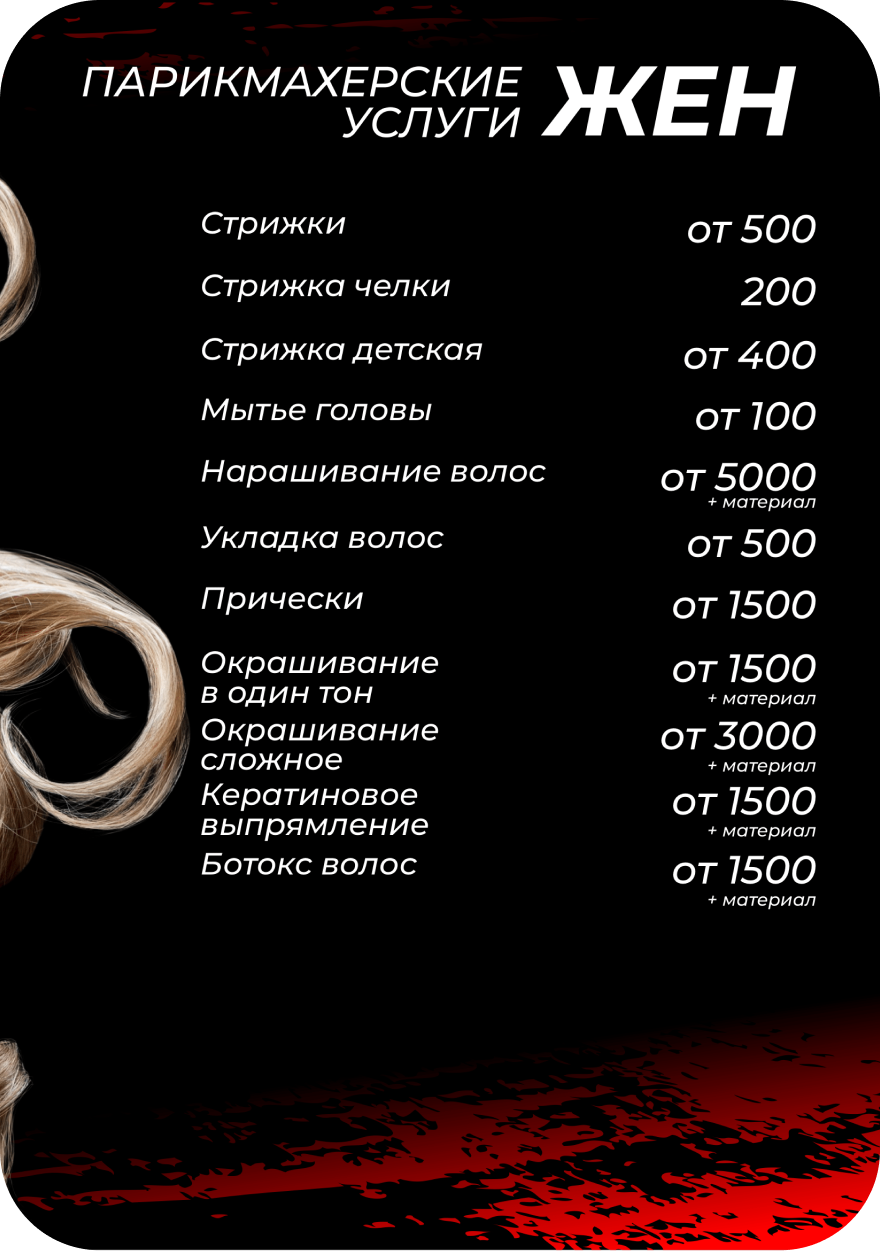 ПАРИКМАХЕРСКИЕ
УСЛУГИ ЖЕН
Стрижки от 500
Стрижка челки 200
Стрижка детская от 400
Мытье головы от 100
Нарашивание волос от 5000
+ материал
Укладка волос от 500
Прически от 1500
Окрашивание
в один тон
от 1500
+ материал
Окрашивание
сложное
от 3000
+ материал
Кератиновое
выпрямление
от 1500
+ материал
Ботокс волос от 1500
+ материал